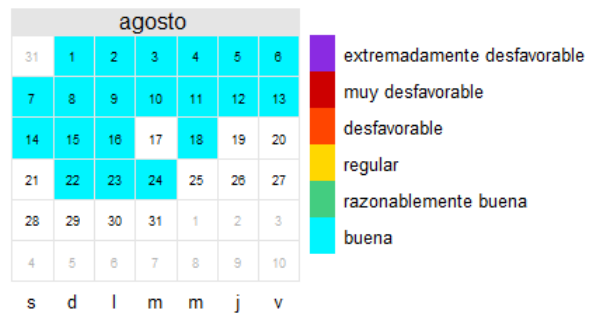 agosto
31 1 2 3 4 5 6
7 8 9 10 11 12 13
14 15 16 17 18 19 20
21 22 23 24 25 26 27
28 29 30 31 1 2 3
4 5 6 7 8 9 10
s d l m m j v
extremadamente desfavorable
muy desfavorable
desfavorable
regular
razonablemente buena
buena